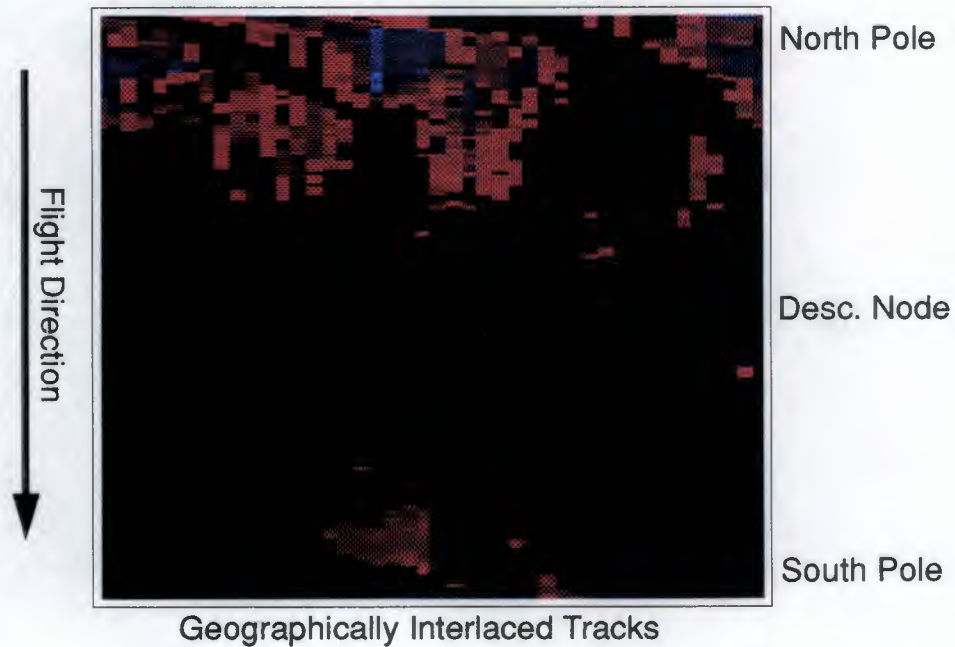 North Pole
Flight Direction
Desc. Node
South Pole
Geographically Interlaced Tracks